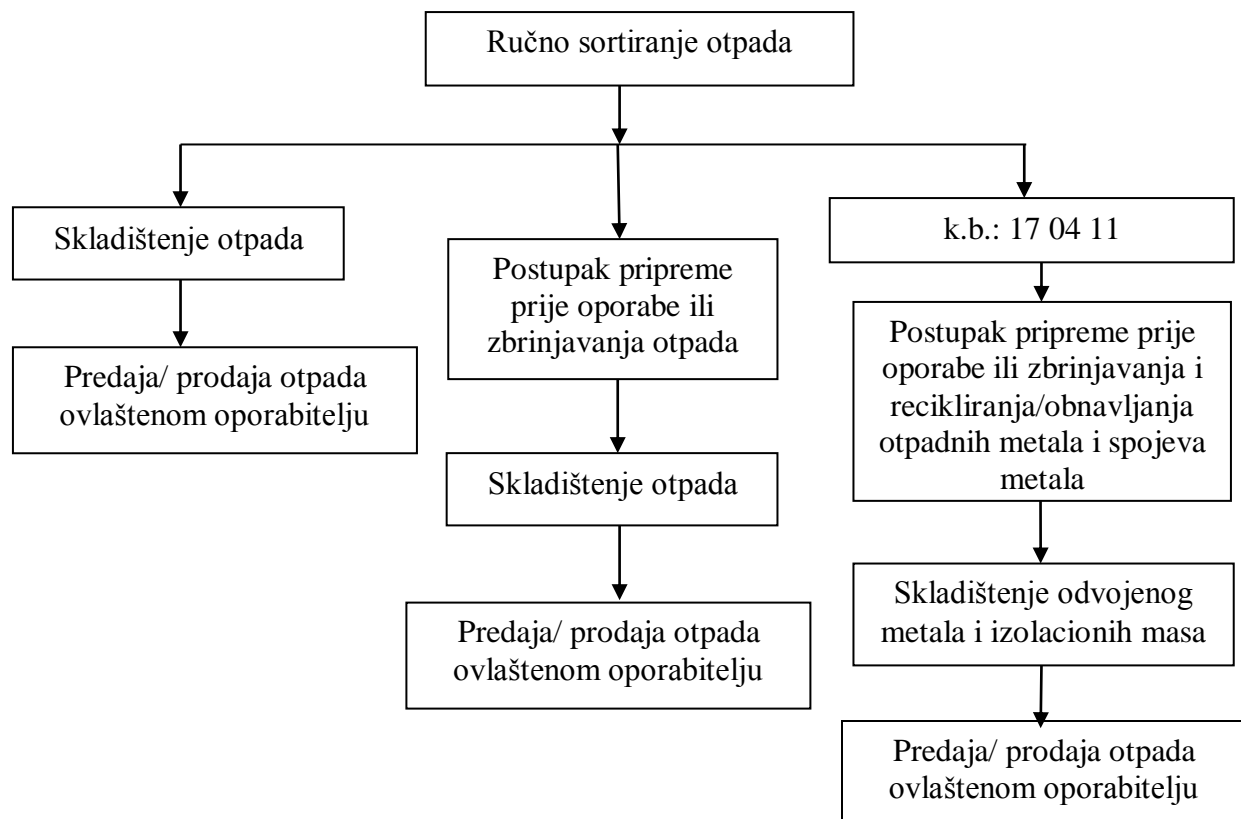 Ručno sortiranje otpada
Skladištenje otpada
Predaja/ prodaja otpada
ovlaštenom oporabitelju
Postupak pripreme
prije oporabe ili
zbrinjavanja otpada
Skladištenje otpada
Predaja/ prodaja otpada
ovlaštenom oporabitelju
k.b.: 17 04 11
Postupak pripreme prije
oporabe ili zbrinjavanja i
recikliranja/obnavljanja
otpadnih metala i spojeva
metala
Skladištenje odvojenog
metala i izolacionih masa
Predaja/ prodaja otpada
ovlaštenom oporabitelju